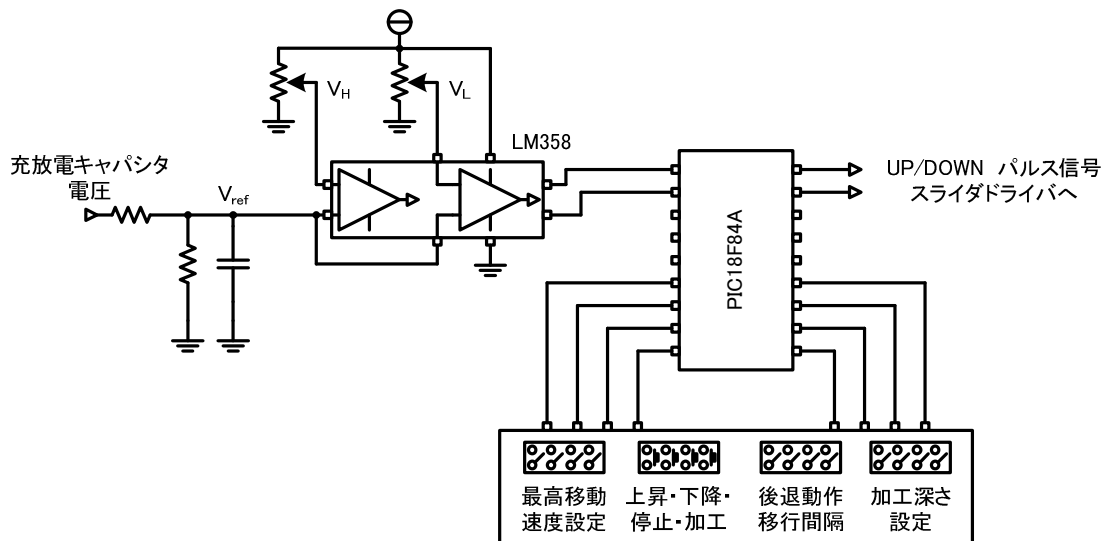 V_H
V_L
LM358
充放電キャパシタ
電圧
V_ref
UP/DOWN パルス信号
スライダドライバへ
PIC18F84A
最高移動
速度設定
上昇・下降・
停止・加工
後退動作
移行間隔
加工深さ
設定